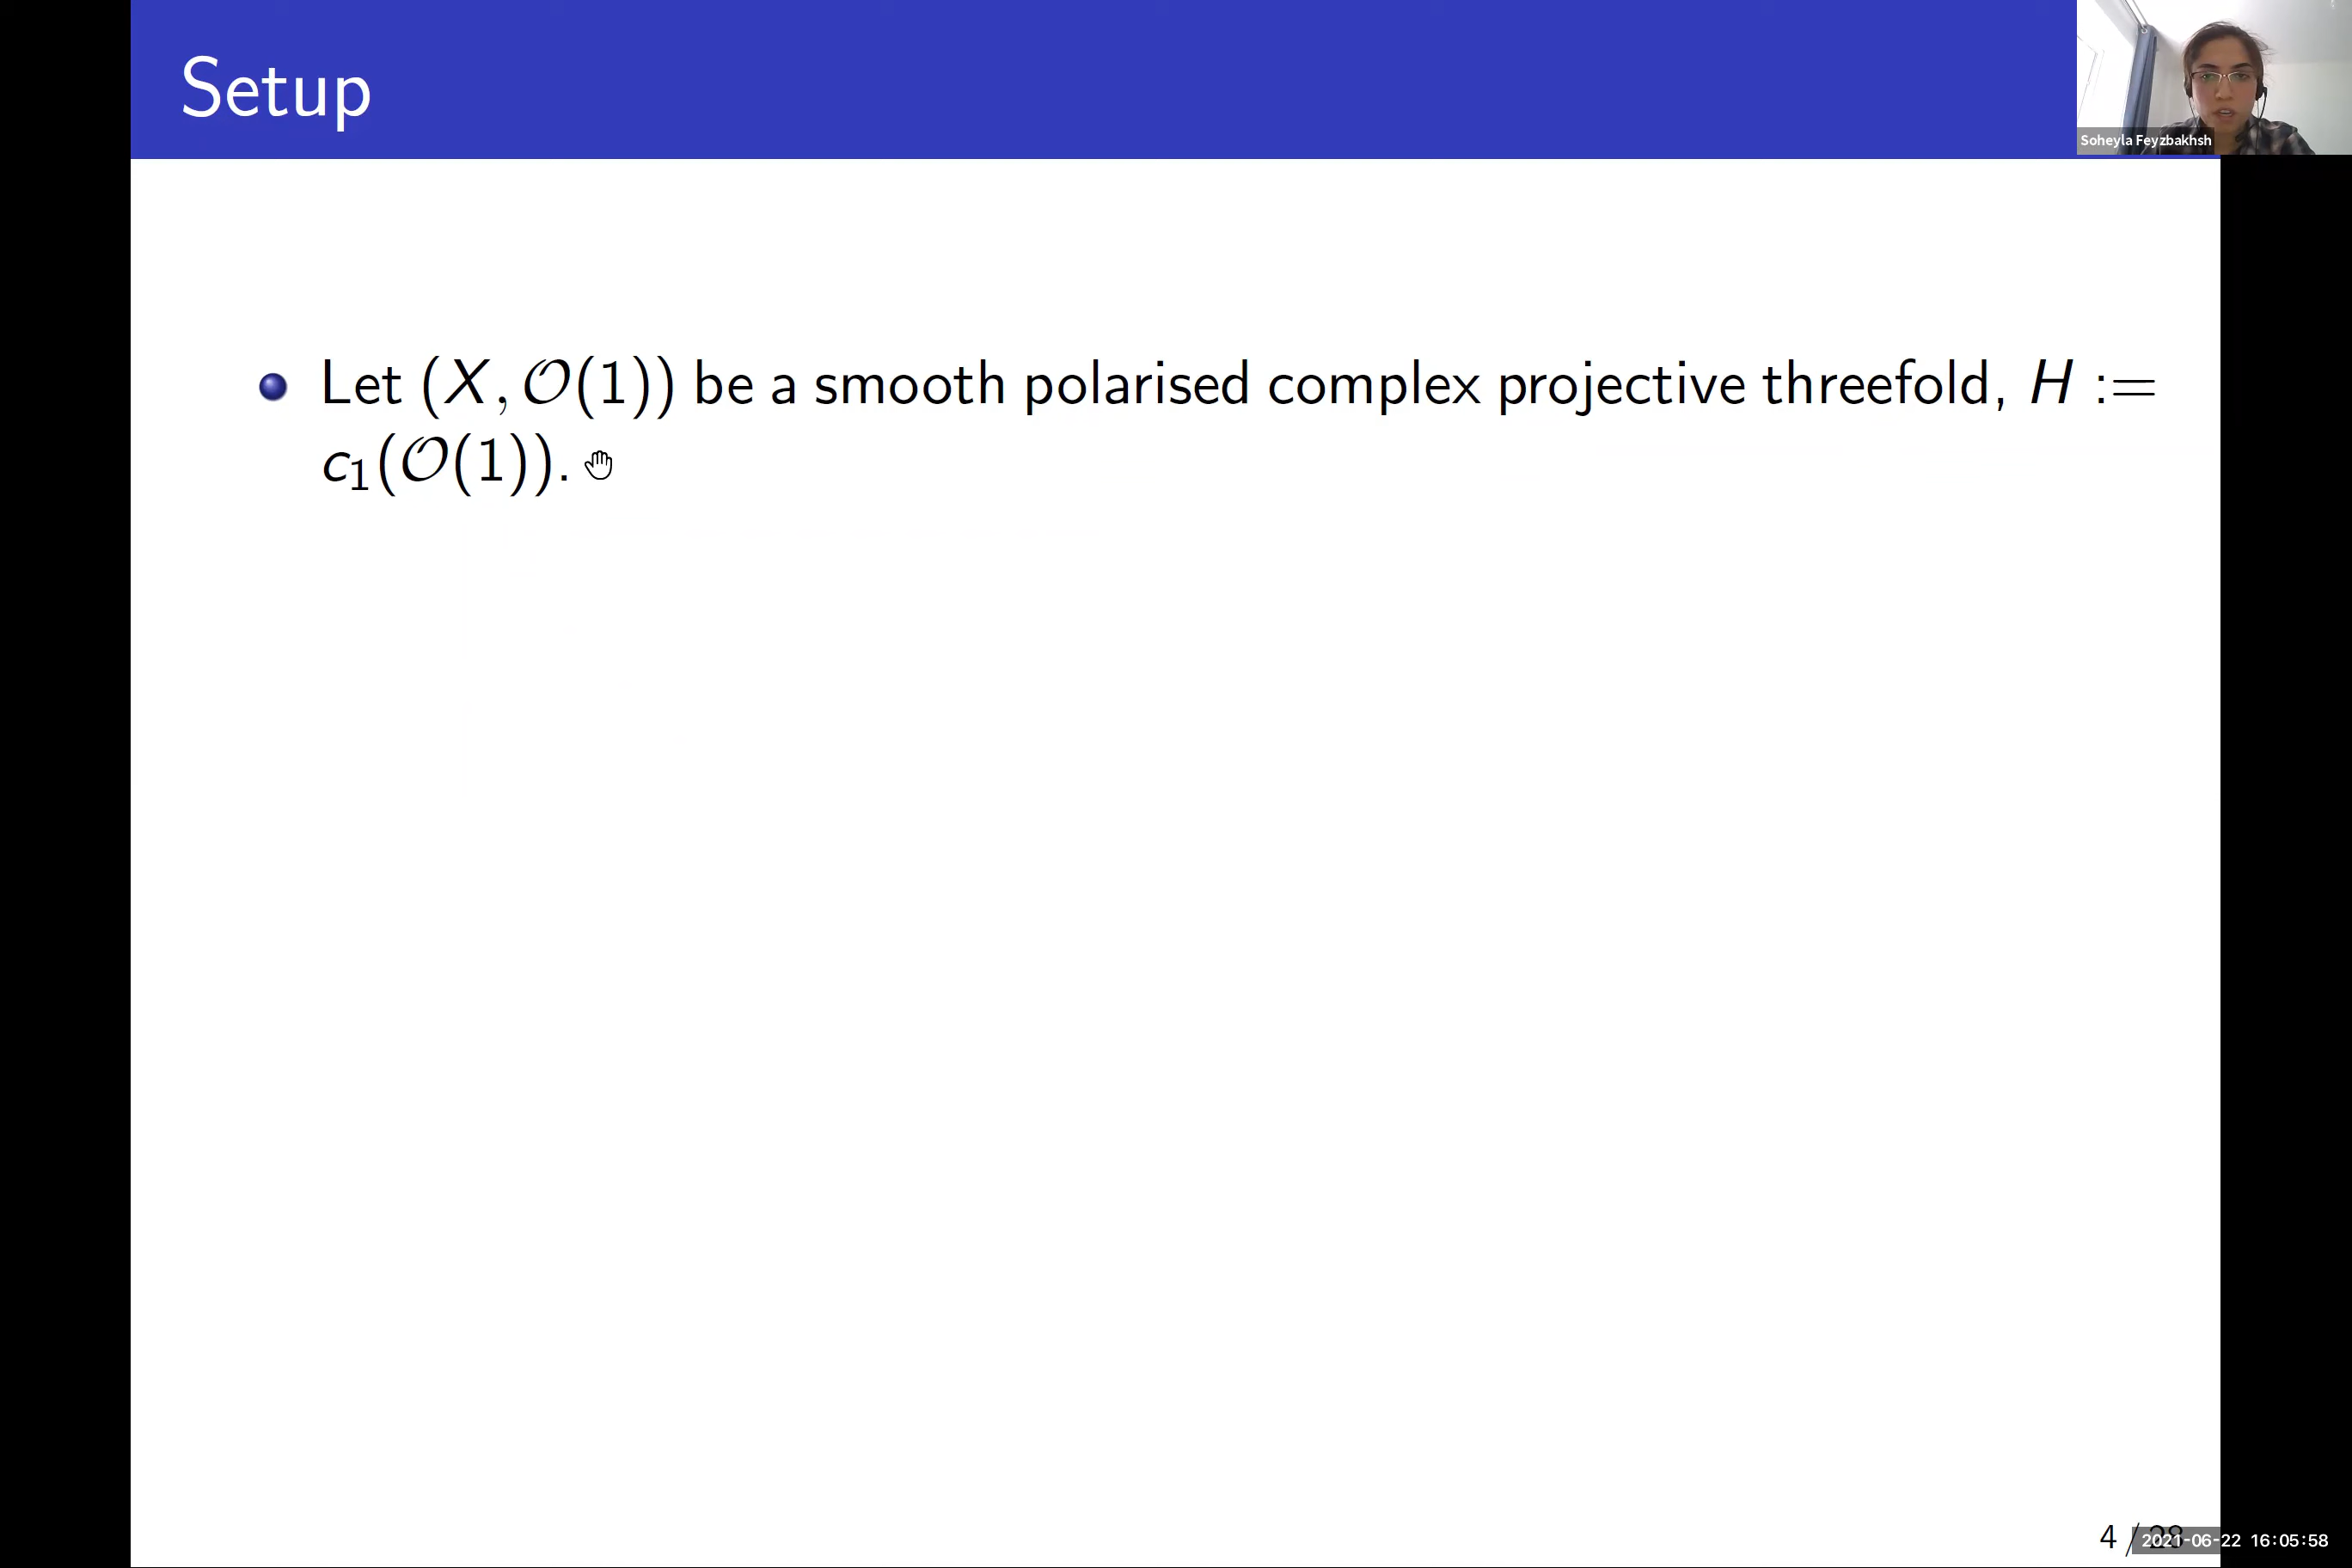 Setup
Soheyla Feyzbakhsh
Let (X, 𝒪(1)) be a smooth polarised complex projective threefold, H :=
c₁(𝒪(1)).
4 / 28
2021-06-22 16:05:58